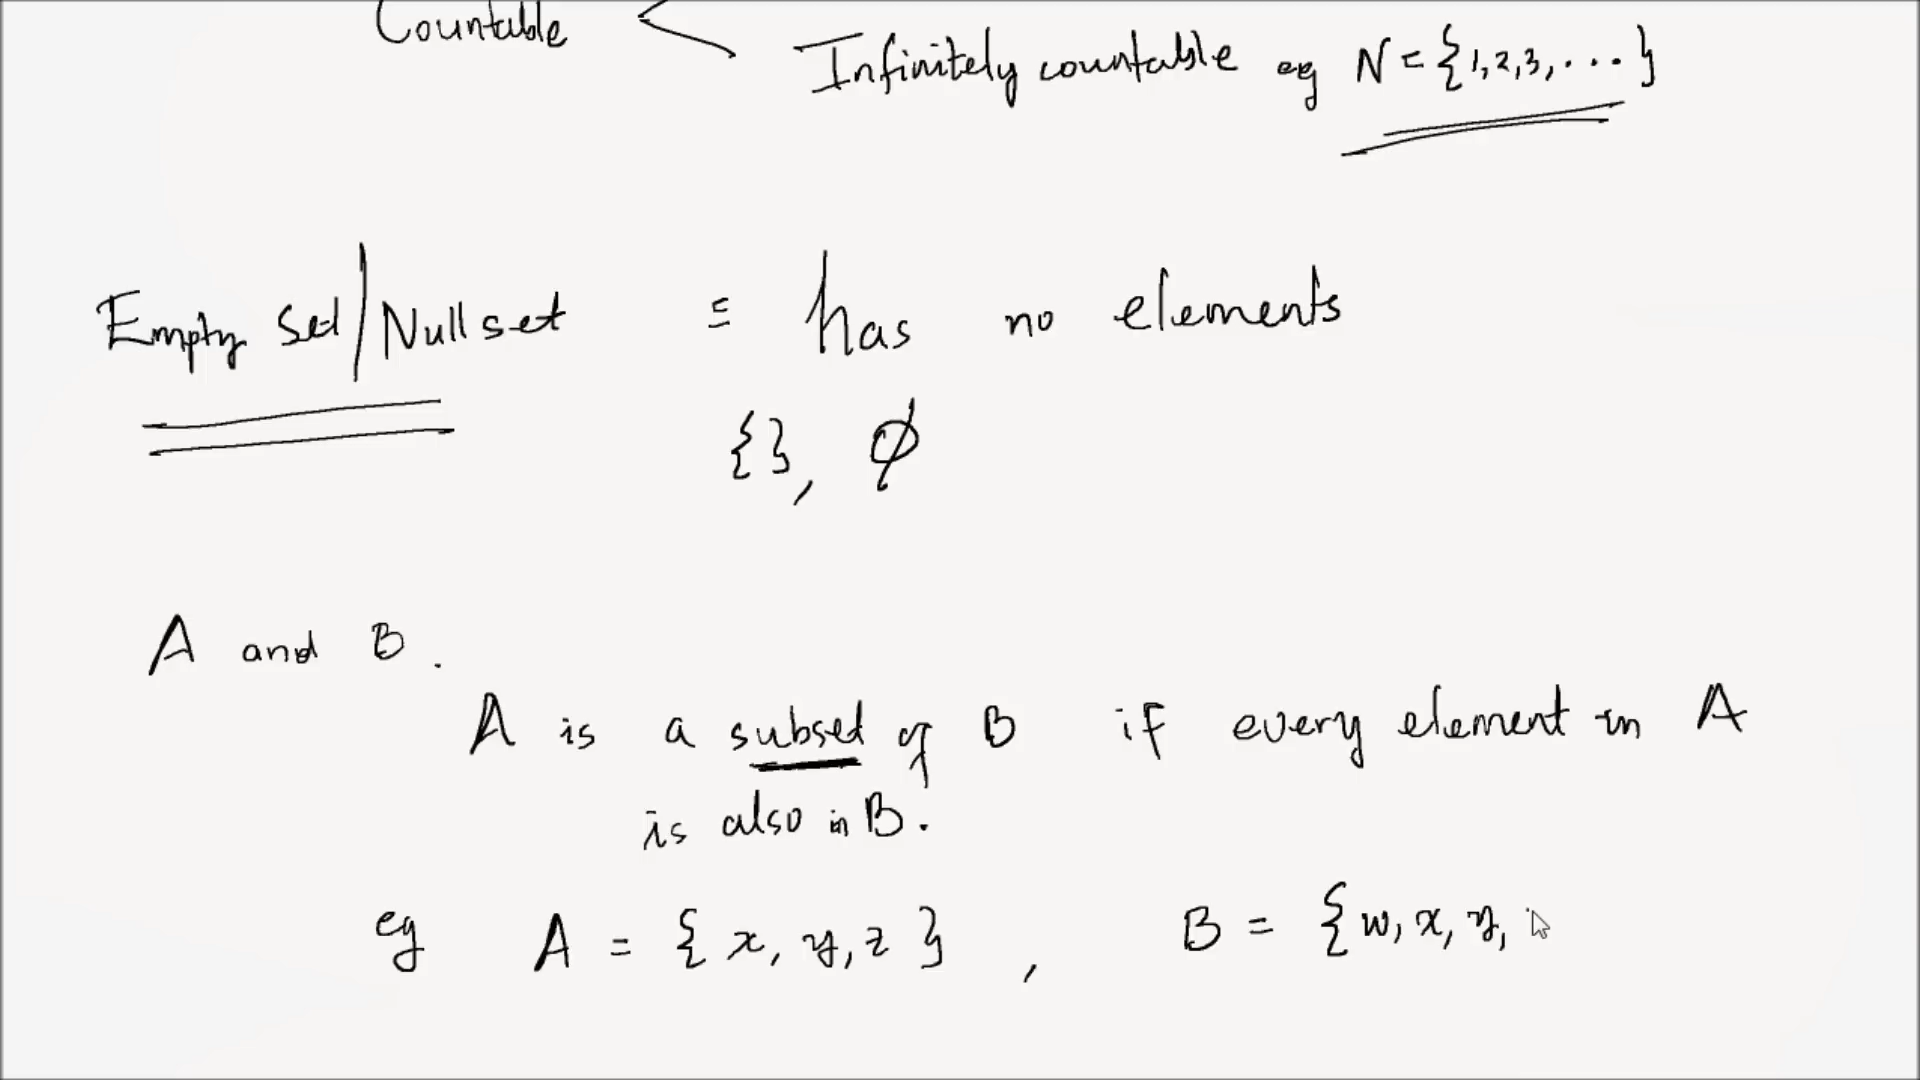 Countable
Infinitely countable eg N = {1,2,3,...}
Empty set/Null set = has no elements
{}, ϕ
A and B.
A is a subset of B if every element in A
is also in B.
eg A = { x, y, z } , B = { w, x, y,